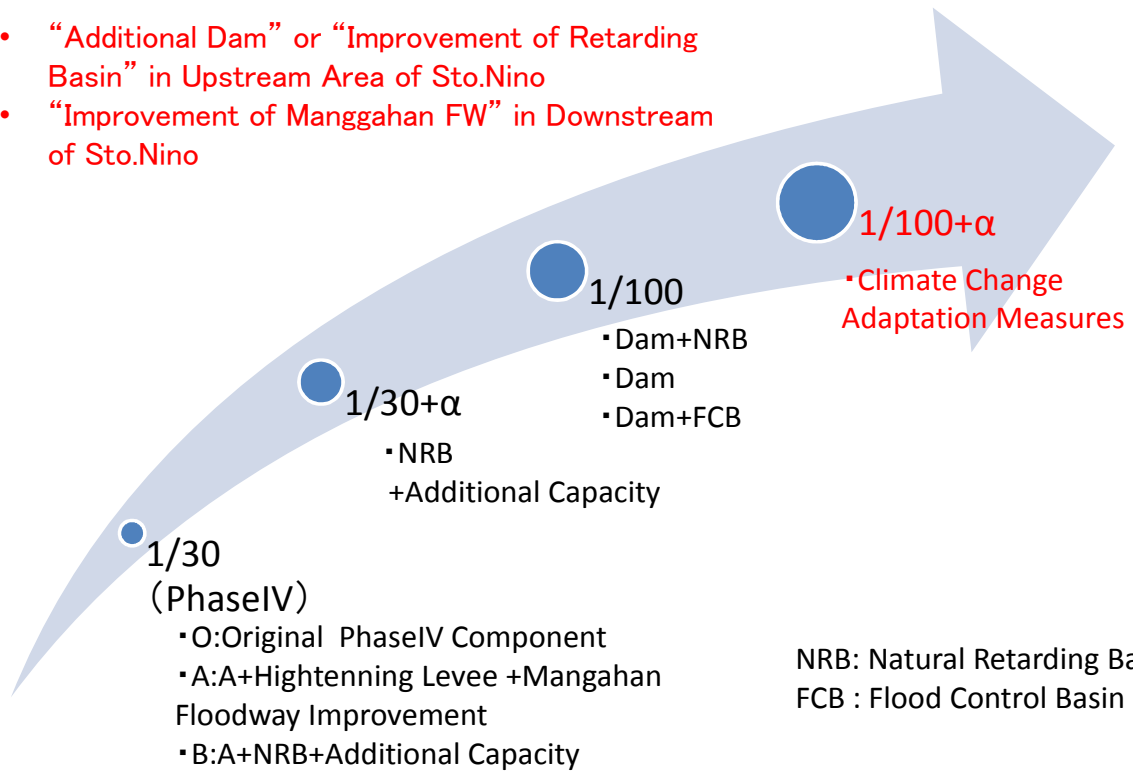 • “Additional Dam” or “Improvement of Retarding
Basin” in Upstream Area of Sto.Nino
• “Improvement of Manggahan FW” in Downstream
of Sto.Nino
1/100+α
・Climate Change
Adaptation Measures
1/100
・Dam+NRB
・Dam
・Dam+FCB
1/30+α
・NRB
+Additional Capacity
1/30
（PhaseIV）
・O:Original PhaseIV Component
・A:A+Hightenning Levee +Mangahan
Floodway Improvement
・B:A+NRB+Additional Capacity
NRB: Natural Retarding Ba
FCB : Flood Control Basin